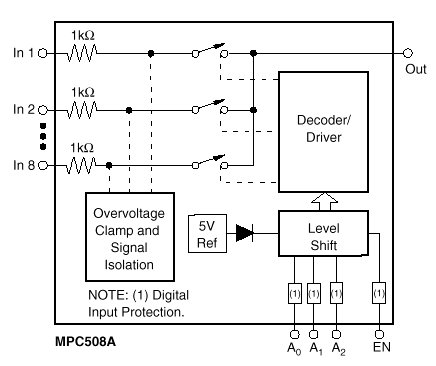 1kΩ
In 1
Out
1kΩ
In 2
Decoder/
Driver
1kΩ
In 8
Overvoltage
Clamp and
Signal
Isolation
5V
Ref
Level
Shift
NOTE: (1) Digital
Input Protection.
(1) (1) (1) (1)
MPC508A
A0 A1 A2 EN